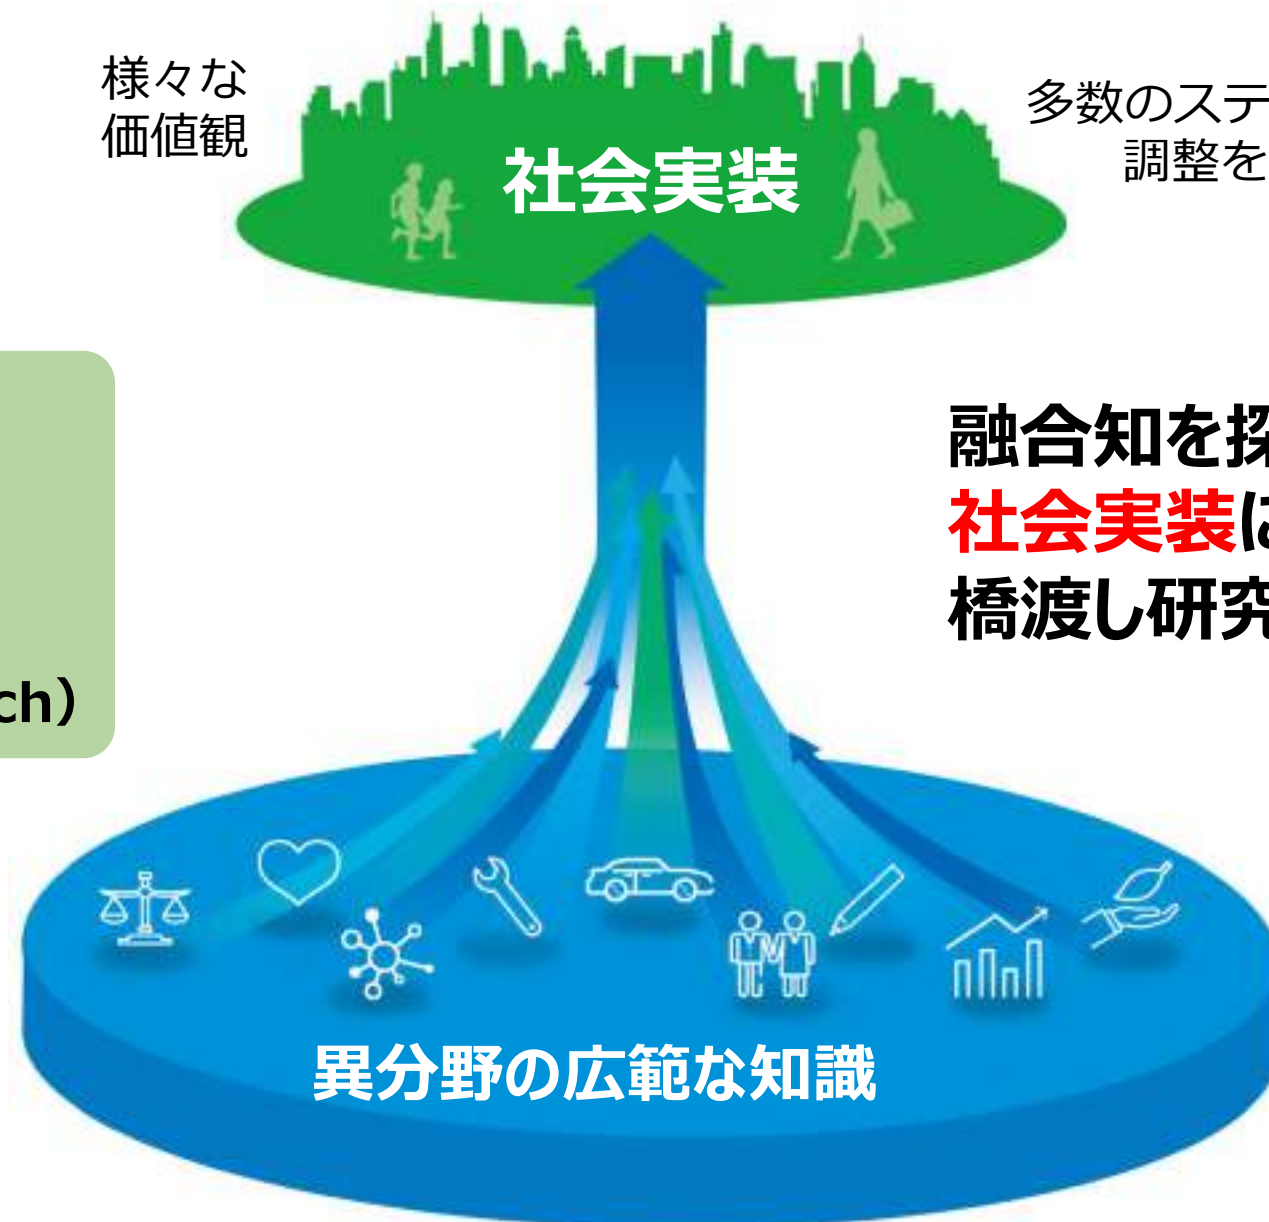 様々な
価値観
多数のステ
調整を
社会実装
融合知を探
社会実装に
橋渡し研究
ch）
異分野の広範な知識